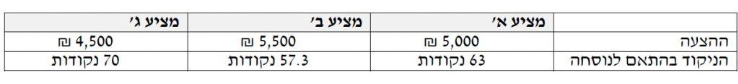 מציע א' מציע ב' מציע ג'
ההצעה 5,000 ₪ 5,500 ₪ 4,500 ₪
הניקוד בהתאם לנוסחה 63 נקודות 57.3 נקודות 70 נקודות